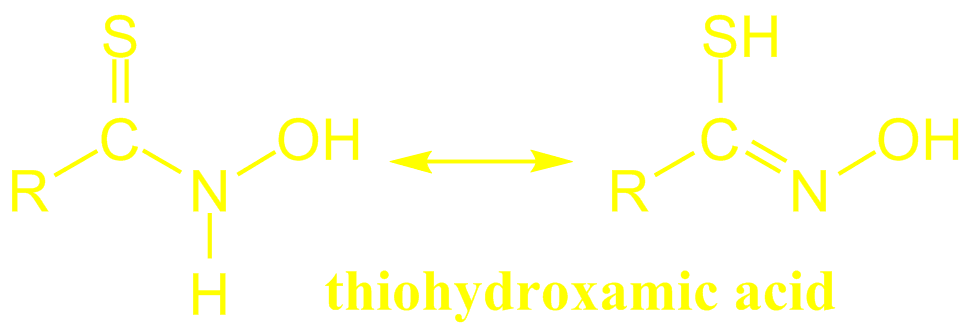 S SH
C OH C OH
R N R N
H
thiohydroxamic acid